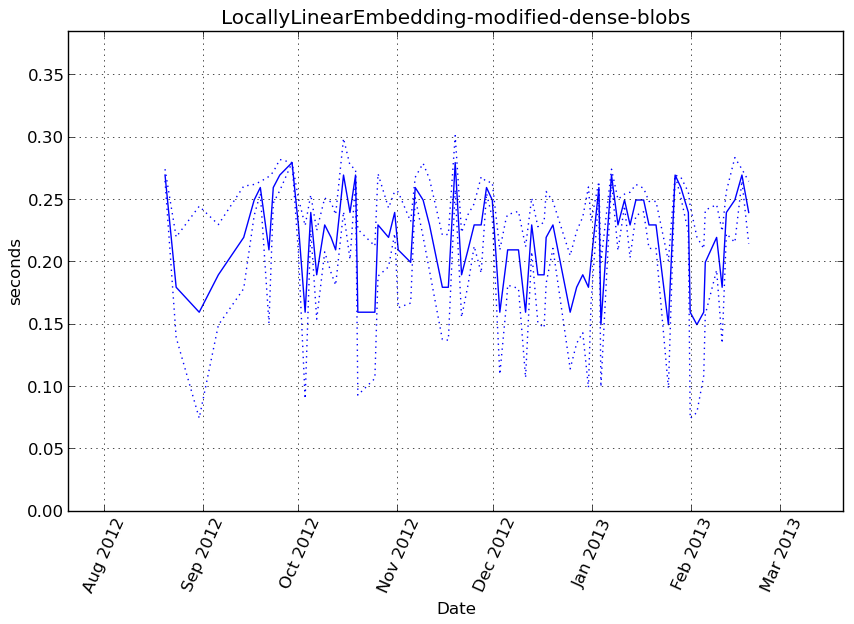 LocallyLinearEmbedding-modified-dense-blobs
0.35
0.30
0.25
0.20
0.15
0.10
0.05
0.00
seconds
Aug 2012
Sep 2012
Oct 2012
Nov 2012
Dec 2012
Jan 2013
Feb 2013
Mar 2013
Date